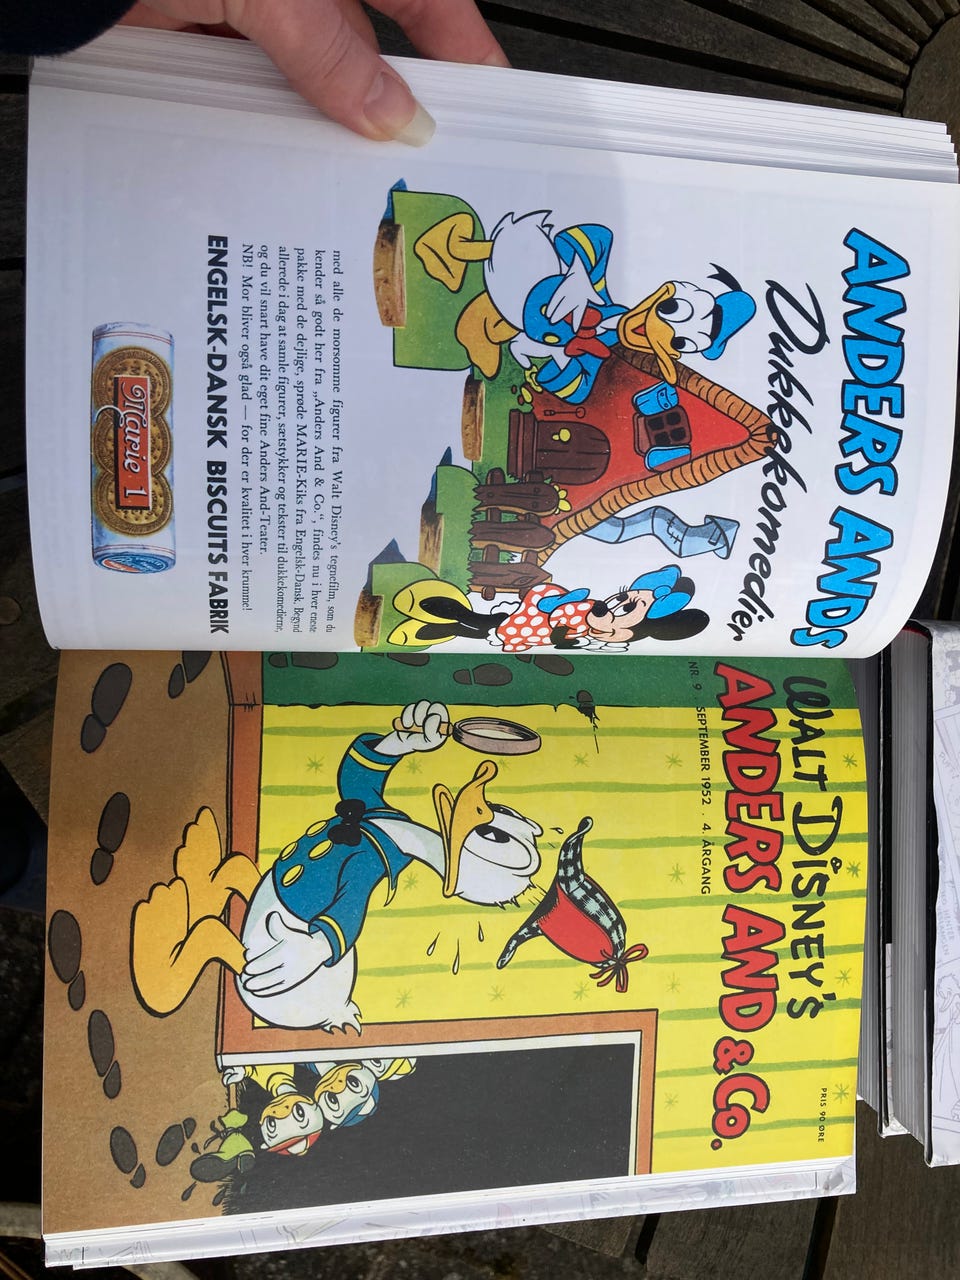 ANDERS ANDS
Dukkekomedier
med alle de morsomme figurer fra Walt Disney's tegnefilm, som du
kender så godt her fra „Anders And & Co.“, findes nu i hver eneste
pakke med de dejlige, sprøde MARIE-Kiks fra Engelsk-Dansk. Begynd
allerede i dag at samle figurer, sætstykker og tekster til dukkekomedierne,
og du vil snart have dit eget fine Anders And-Teater.
NB! Mor bliver også glad — for der er kvalitet i hver krumme!
ENGELSK-DANSK BISCUITS FABRIK
Marie 1
PRIS 90 ØRE
WALT DISNEY'S
ANDERS AND & Co.
NR. 9 . SEPTEMBER 1952 . 4. ÅRGANG